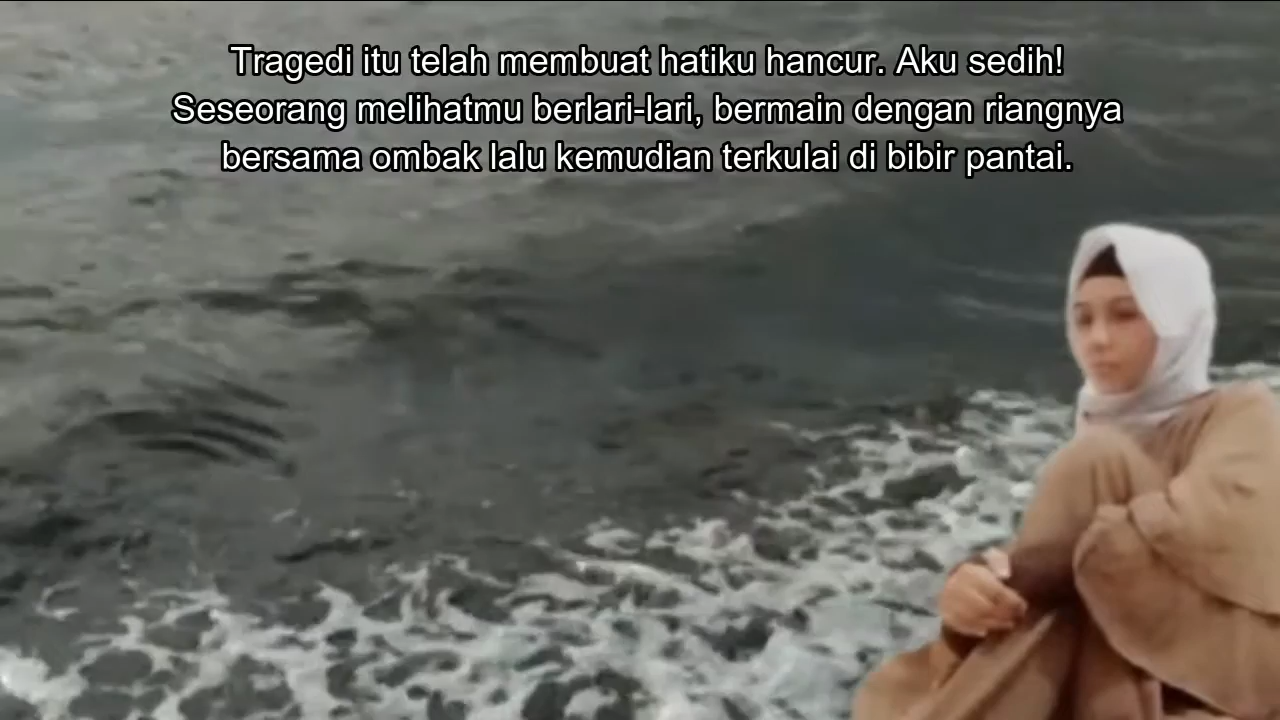 Tragedi itu telah membuat hatiku hancur. Aku sedih!
Seseorang melihatmu berlari-lari, bermain dengan riangnya
bersama ombak lalu kemudian terkulai di bibir pantai.